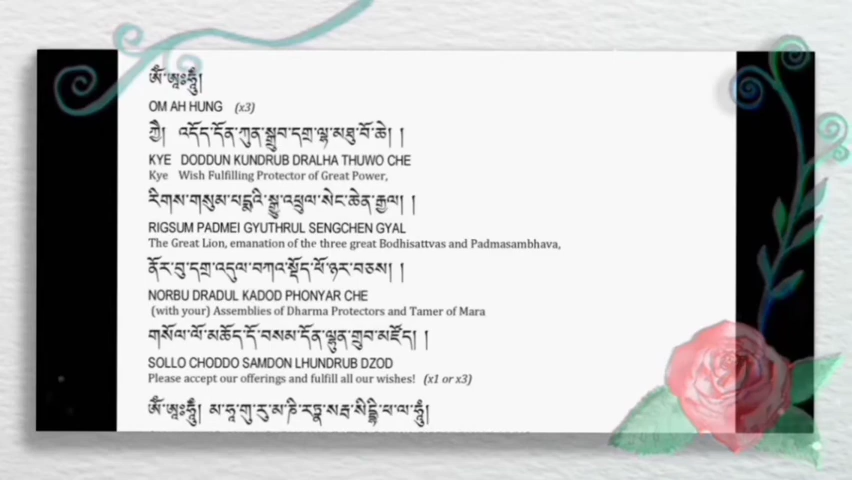 ༀ་ཨཱཿཧཱུྃ།
OM AH HUNG (x3)
ཀྱཻ། འདོད་དོན་ཀུན་སྒྲུབ་དགྲ་ལྷ་མཐུ་བོ་ཆེ། །
KYE DODDUN KUNDRUB DRALHA THUWO CHE
Kye Wish Fulfilling Protector of Great Power,
རིགས་གསུམ་པདྨའི་སྒྱུ་འཕྲུལ་སེང་ཆེན་རྒྱལ། །
RIGSUM PADMEI GYUTHRUL SENGCHEN GYAL
The Great Lion, emanation of the three great Bodhisattvas and Padmasambhava,
ནོར་བུ་དགྲ་འདུལ་བཀའ་སྡོད་ཕོ་ཉར་བཅས། །
NORBU DRADUL KADOD PHONYAR CHE
(with your) Assemblies of Dharma Protectors and Tamer of Mara
གསོལ་ལོ་མཆོད་དོ་བསམ་དོན་ལྷུན་གྲུབ་མཛོད། །
SOLLO CHODDO SAMDON LHUNDRUB DZOD
Please accept our offerings and fulfill all our wishes! (x1 or x3)
ༀ་ཨཱཿཧཱུྃ། མ་ཧཱ་གུ་རུ་མ་ཎི་རཏྣ་སརྦ་སིདྡྷི་ཕ་ལ་ཧཱུྃ།